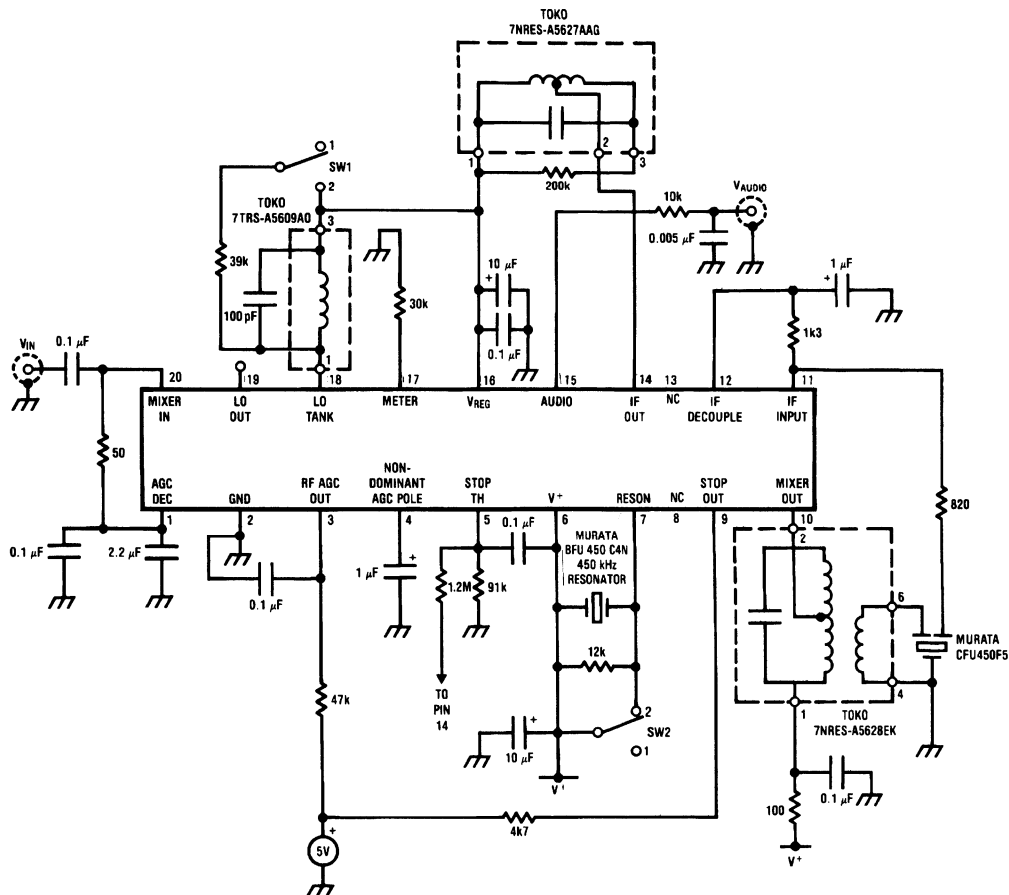 TOKO
7NRES-A5627AAG
1
2
3
200k
1
SW1
2
TOKO
7TRS-A5609AO
3
39k
100 pF
1
30k
10 µF
+
0.1 µF
10k
VAUDIO
0.005 µF
1 µF
+
1k3
VIN
0.1 µF
50
20
19
18
17
16
15
14
13
12
11
MIXER
IN
LO
OUT
LO
TANK
METER
VREG
AUDIO
IF
OUT
NC
IF
DECOUPLE
IF
INPUT
AGC
DEC
GND
RF AGC
OUT
NON-
DOMINANT
AGC POLE
STOP
TH
V+
RESON
NC
STOP
OUT
MIXER
OUT
1
2
3
4
5
6
7
8
9
10
0.1 µF
2.2 µF
0.1 µF
1 µF
+
1.2M
91k
0.1 µF
MURATA
BFU 450 C4N
450 kHz
RESONATOR
12k
2
SW2
1
TO
PIN
14
10 µF
+
V+
47k
4k7
+
5V
820
2
6
4
1
MURATA
CFU450F5
TOKO
7NRES-A5628EK
100
0.1 µF
V+